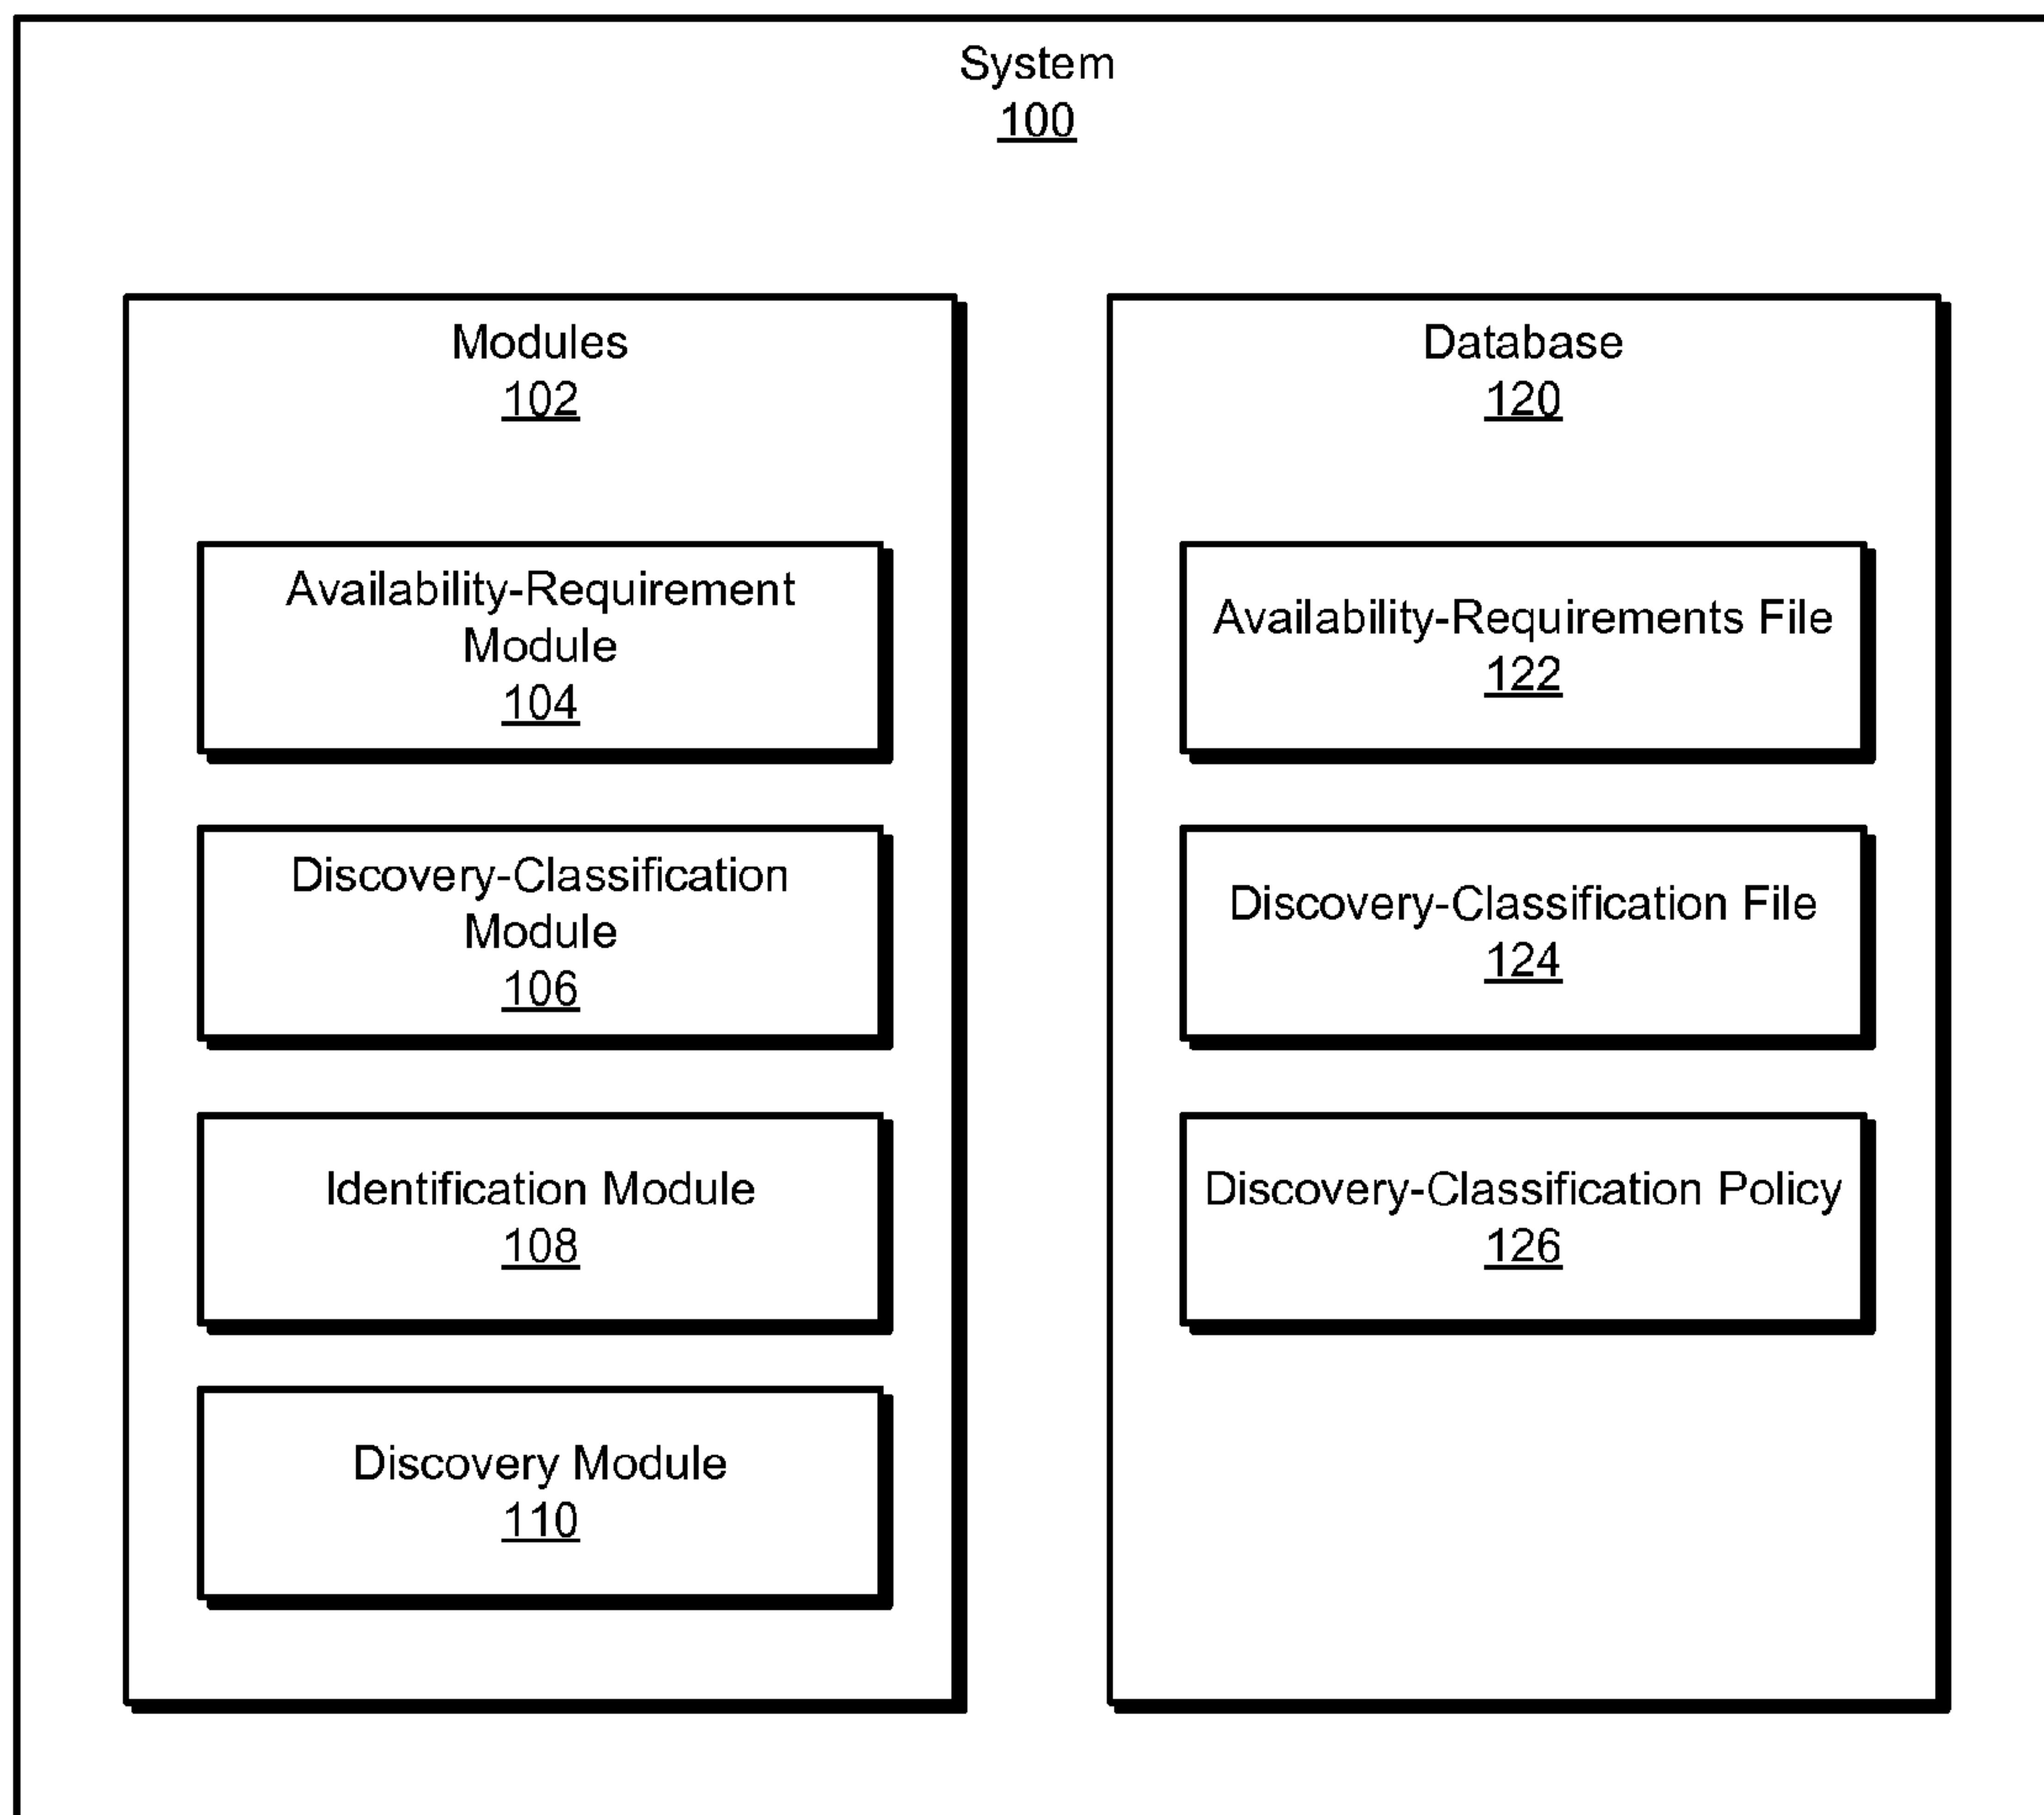 System
100
Modules
102
Availability-Requirement
Module
104
Discovery-Classification
Module
106
Identification Module
108
Discovery Module
110
Database
120
Availability-Requirements File
122
Discovery-Classification File
124
Discovery-Classification Policy
126